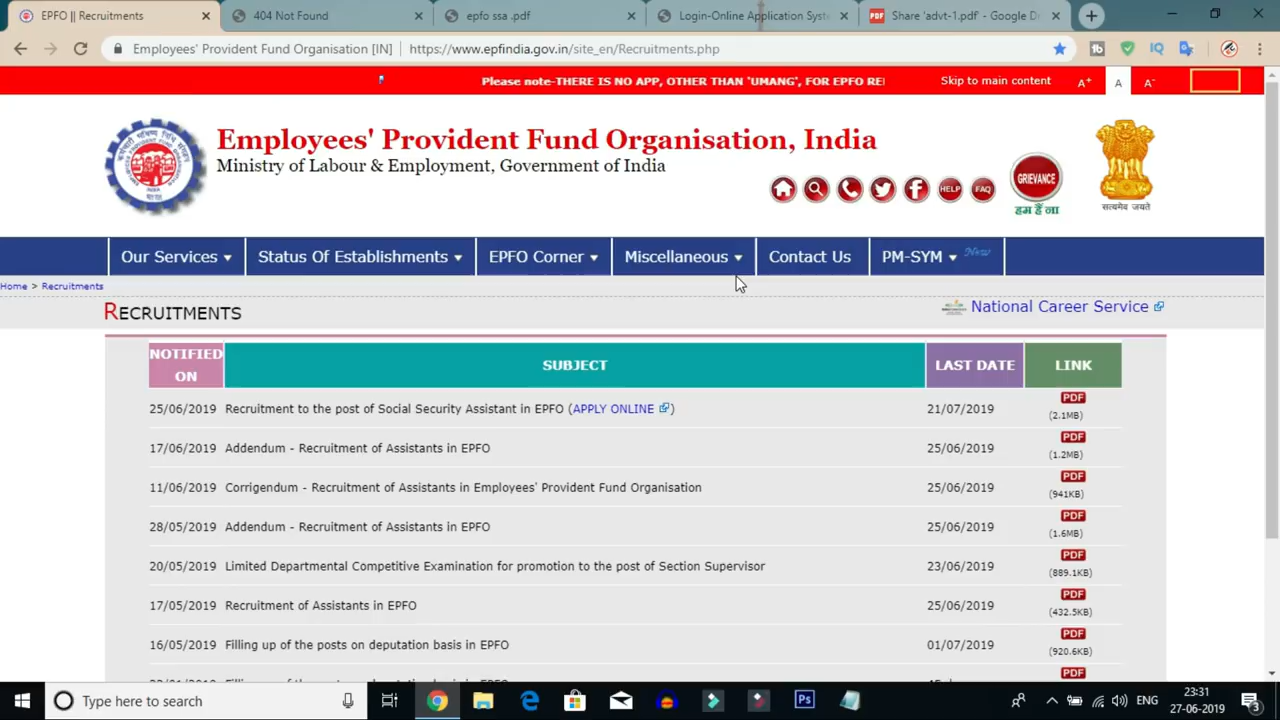 EPFO || Recruitments
404 Not Found
epfo ssa .pdf
Login-Online Application Syste
Share 'advt-1.pdf' - Google Dr
Employees' Provident Fund Organisation [IN]
https://www.epfindia.gov.in/site_en/Recruitments.php
Please note-THERE IS NO APP, OTHER THAN 'UMANG', FOR EPFO RE
Skip to main content
A+ A A-
Employees' Provident Fund Organisation, India
Ministry of Labour & Employment, Government of India
HELP
FAQ
GRIEVANCE
हम हैं ना
सत्यमेव जयते
Our Services
Status Of Establishments
EPFO Corner
Miscellaneous
Contact Us
PM-SYM New
Home > Recruitments
RECRUITMENTS
National Career Service
NOTIFIED ON SUBJECT LAST DATE LINK
25/06/2019 Recruitment to the post of Social Security Assistant in EPFO (APPLY ONLINE) 21/07/2019 PDF
(2.1MB)
17/06/2019 Addendum - Recruitment of Assistants in EPFO 25/06/2019 PDF
(1.2MB)
11/06/2019 Corrigendum - Recruitment of Assistants in Employees' Provident Fund Organisation 25/06/2019 PDF
(941KB)
28/05/2019 Addendum - Recruitment of Assistants in EPFO 25/06/2019 PDF
(1.6MB)
20/05/2019 Limited Departmental Competitive Examination for promotion to the post of Section Supervisor 23/06/2019 PDF
(889.1KB)
17/05/2019 Recruitment of Assistants in EPFO 25/06/2019 PDF
(432.5KB)
16/05/2019 Filling up of the posts on deputation basis in EPFO 01/07/2019 PDF
(920.6KB)
PDF
Type here to search
Ps
ENG
23:31
27-06-2019
3